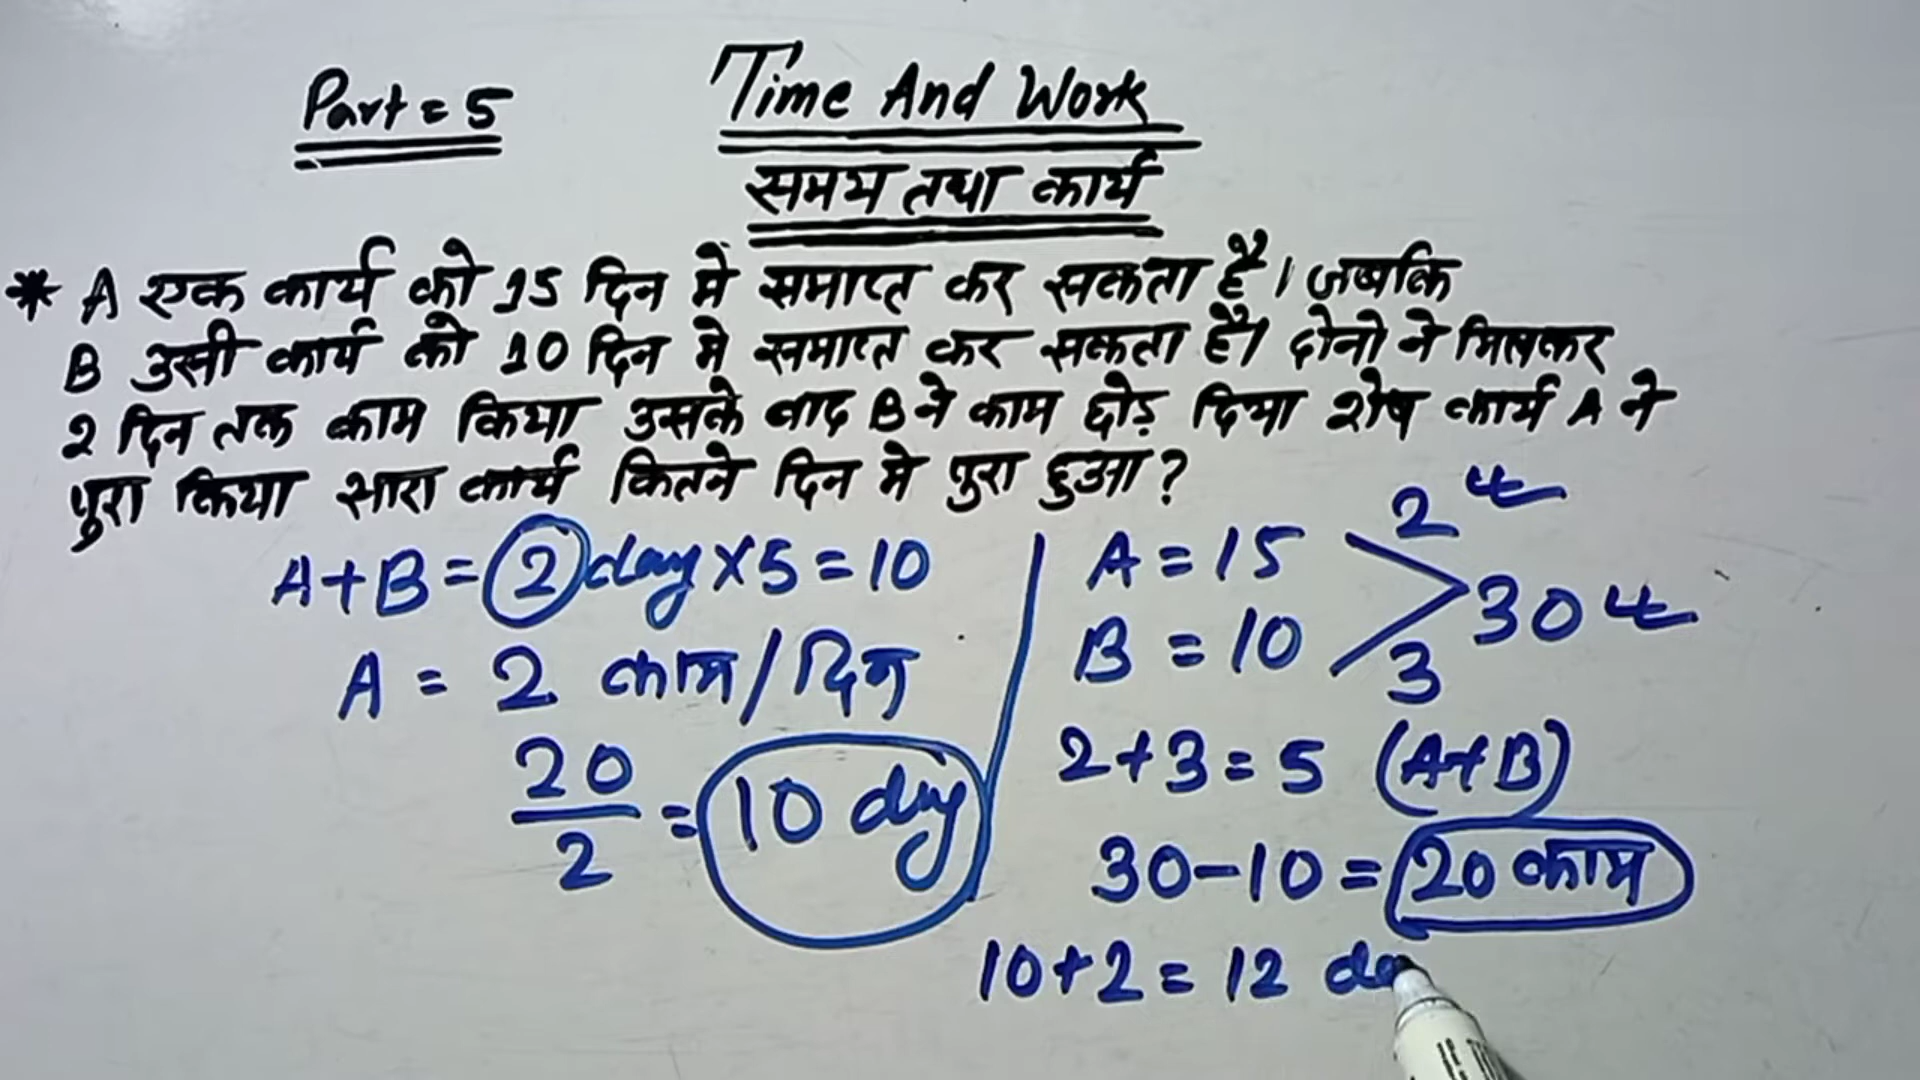 Part = 5
Time And Work
समय तथा कार्य
* A एक कार्य को 15 दिन मे समाप्त कर सकता है। जबकि
B उसी कार्य को 10 दिन मे समाप्त कर सकता है। दोनो ने मिलकर
2 दिन तक काम किया उसके बाद B ने काम छोड़ दिया शेष कार्य A ने
पुरा किया सारा कार्य कितने दिन मे पुरा हुआ?
A+B = 2 day × 5 = 10
A = 2 काम / दिन
20
2
= 10 day
A = 15
2
B = 10
3
30
2+3 = 5 (A+B)
30-10 = 20 काम
10+2 = 12 da